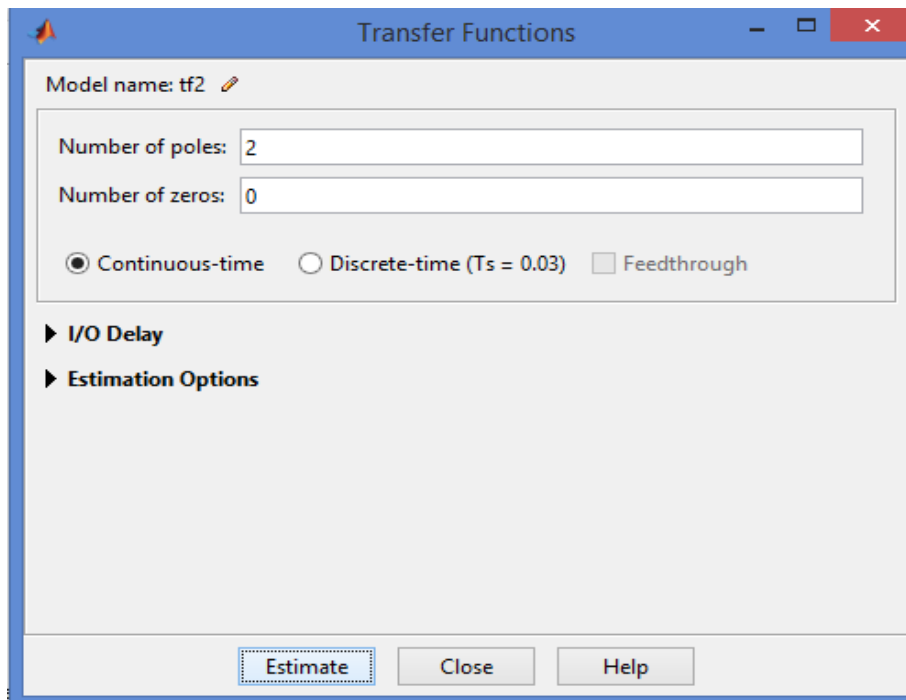 Transfer Functions
Model name: tf2
Number of poles: 2
Number of zeros: 0
Continuous-time Discrete-time (Ts = 0.03) Feedthrough
I/O Delay
Estimation Options
Estimate Close Help